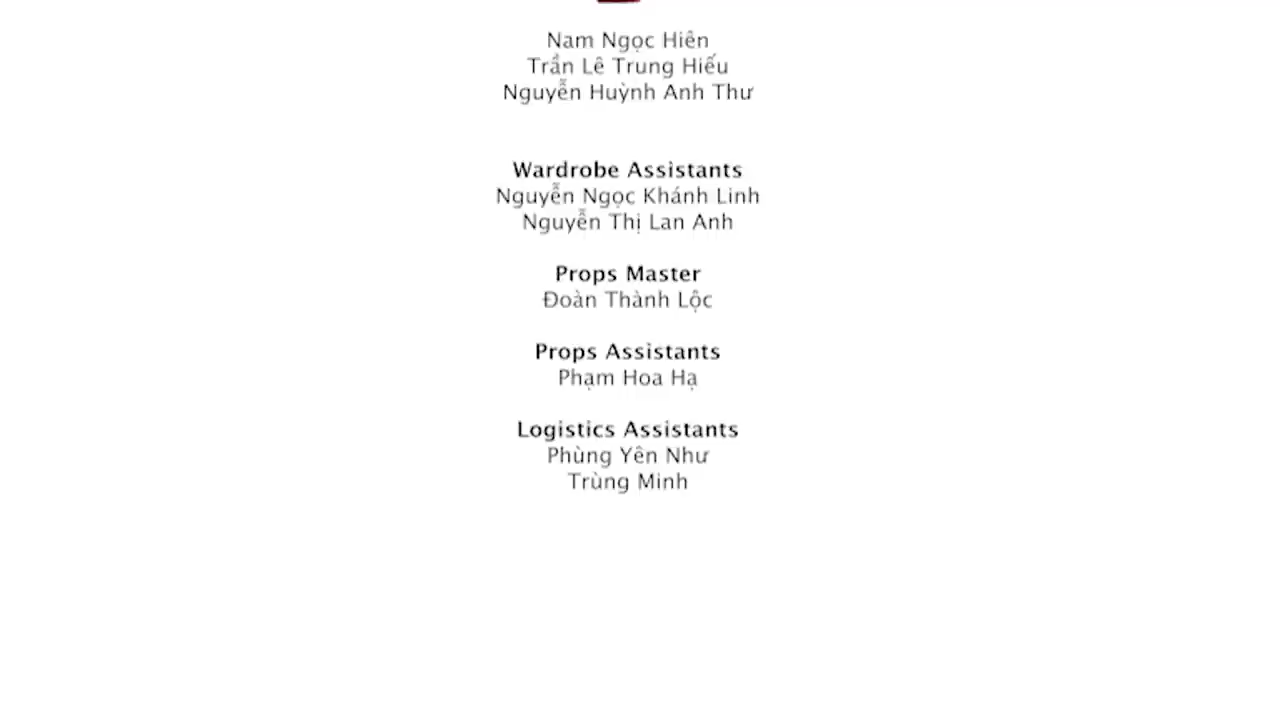 Nam Ngọc Hiên
Trần Lê Trung Hiếu
Nguyễn Huỳnh Anh Thư
Wardrobe Assistants
Nguyễn Ngọc Khánh Linh
Nguyễn Thị Lan Anh
Props Master
Đoàn Thành Lộc
Props Assistants
Phạm Hoa Hạ
Logistics Assistants
Phùng Yên Như
Trùng Minh